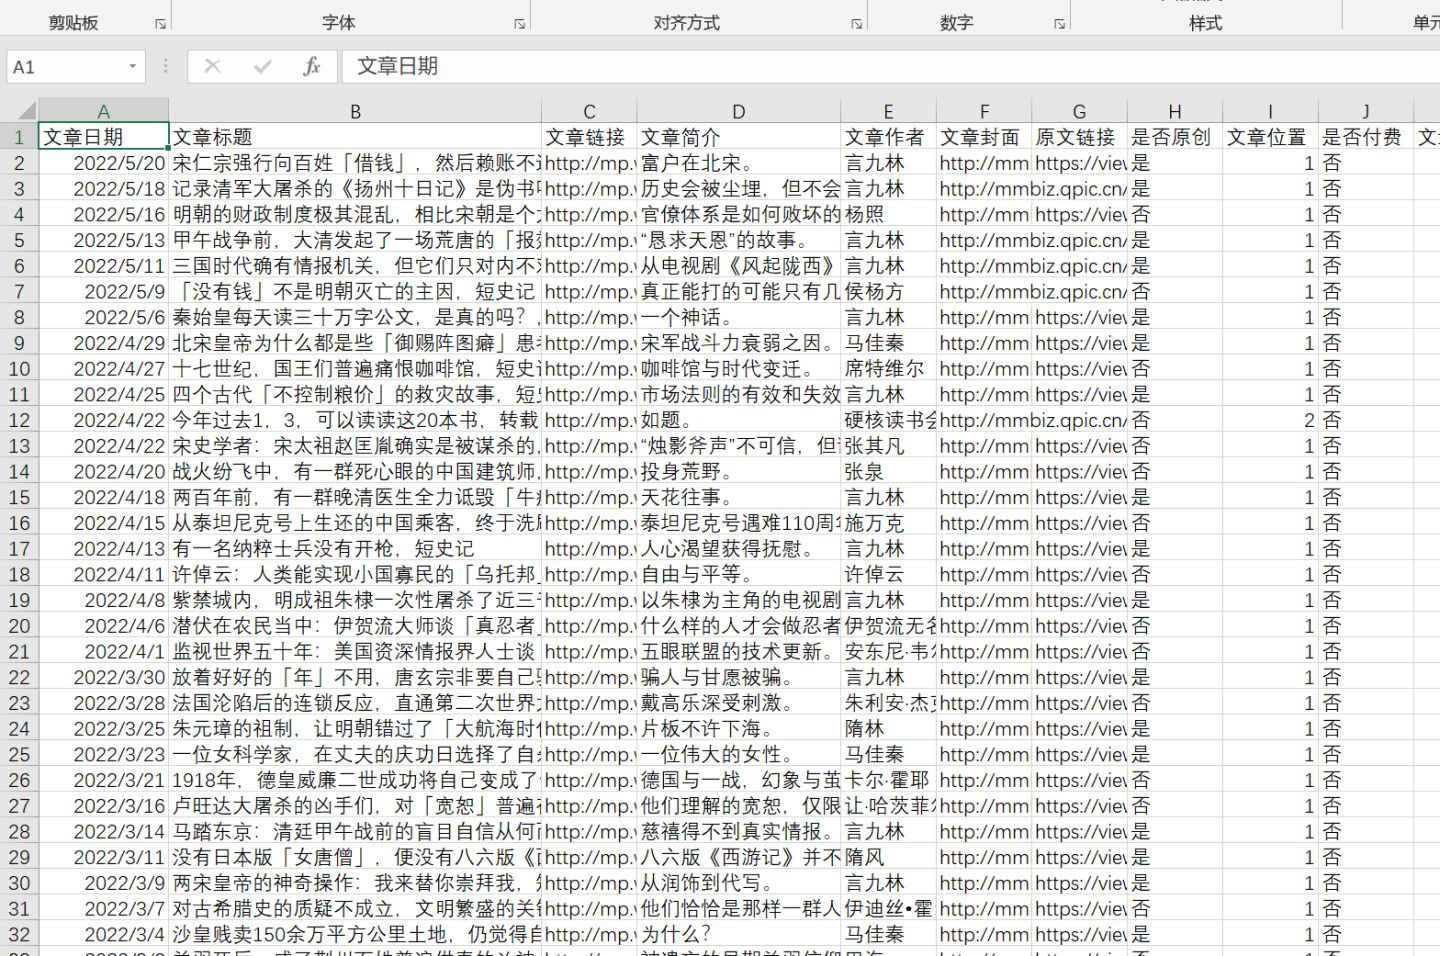 剪贴板 字体 对齐方式 数字 样式
A1 fx 文章日期
A B C D E F G H I J
1 文章日期 文章标题 文章链接 文章简介 文章作者 文章封面 原文链接 是否原创 文章位置 是否付费
2 2022/5/20 宋仁宗强行向百姓「借钱」，然后赖账不 http://mp. 富户在北宋。 言九林 http://mm https://vie 是 1 否
3 2022/5/18 记录清军大屠杀的《扬州十日记》是伪书 http://mp. 历史会被尘埋，但不会 言九林 http://mmbiz.qpic.cn/ 是 1 否
4 2022/5/16 明朝的财政制度极其混乱，相比宋朝是个 http://mp. 官僚体系是如何败坏的 杨照 http://mm https://vie 否 1 否
5 2022/5/13 甲午战争前，大清发起了一场荒唐的「报 http://mp. “恳求天恩”的故事。 言九林 http://mmbiz.qpic.cn/ 是 1 否
6 2022/5/11 三国时代确有情报机关，但它们只对内不 http://mp. 从电视剧《风起陇西》 言九林 http://mmbiz.qpic.cn/ 是 1 否
7 2022/5/9 「没有钱」不是明朝灭亡的主因，短史记 http://mp. 真正能打的可能只有几 侯杨方 http://mmbiz.qpic.cn/ 否 1 否
8 2022/5/6 秦始皇每天读三十万字公文，是真的吗？， http://mp. 一个神话。 言九林 http://mm https://vie 是 1 否
9 2022/4/29 北宋皇帝为什么都是些「御赐阵图癖」患 http://mp. 宋军战斗力衰弱之因。 马佳秦 http://mm https://vie 是 1 否
10 2022/4/27 十七世纪，国王们普遍痛恨咖啡馆，短史 http://mp. 咖啡馆与时代变迁。 席特维尔 http://mm https://vie 否 1 否
11 2022/4/25 四个古代「不控制粮价」的救灾故事，短 http://mp. 市场法则的有效和失效 言九林 http://mm https://vie 是 1 否
12 2022/4/22 今年过去1，3，可以读读这20本书，转载 http://mp. 如题。 硬核读书会 http://mmbiz.qpic.cn/ 否 2 否
13 2022/4/22 宋史学者：宋太祖赵匡胤确实是被谋杀的， http://mp. “烛影斧声”不可信，但 张其凡 http://mm https://vie 否 1 否
14 2022/4/20 战火纷飞中，有一群死心眼的中国建筑师， http://mp. 投身荒野。 张泉 http://mm https://vie 否 1 否
15 2022/4/18 两百年前，有一群晚清医生全力诋毁「牛 http://mp. 天花往事。 言九林 http://mm https://vie 是 1 否
16 2022/4/15 从泰坦尼克号上生还的中国乘客，终于洗 http://mp. 泰坦尼克号遇难110周 施万克 http://mm https://vie 否 1 否
17 2022/4/13 有一名纳粹士兵没有开枪，短史记 http://mp. 人心渴望获得抚慰。 言九林 http://mm https://vie 是 1 否
18 2022/4/11 许倬云：人类能实现小国寡民的「乌托邦」 http://mp. 自由与平等。 许倬云 http://mm https://vie 否 1 否
19 2022/4/8 紫禁城内，明成祖朱棣一次性屠杀了近三 http://mp. 以朱棣为主角的电视剧 言九林 http://mm https://vie 是 1 否
20 2022/4/6 潜伏在农民当中：伊贺流大师谈「真忍者」 http://mp. 什么样的人才会做忍者 伊贺流无名 http://mm https://vie 否 1 否
21 2022/4/1 监视世界五十年：美国资深情报界人士谈 http://mp. 五眼联盟的技术更新。 安东尼·韦 http://mm https://vie 否 1 否
22 2022/3/30 放着好好的「年」不用，唐玄宗非要自己 http://mp. 骗人与甘愿被骗。 言九林 http://mm https://vie 是 1 否
23 2022/3/28 法国沦陷后的连锁反应，直通第二次世界 http://mp. 戴高乐深受刺激。 朱利安·杰 http://mm https://vie 否 1 否
24 2022/3/25 朱元璋的祖制，让明朝错过了「大航海时 http://mp. 片板不许下海。 隋林 http://mm https://vie 是 1 否
25 2022/3/23 一位女科学家，在丈夫的庆功日选择了自 http://mp. 一位伟大的女性。 马佳秦 http://mm https://vie 是 1 否
26 2022/3/21 1918年，德皇威廉二世成功将自己变成了 http://mp. 德国与一战，幻象与茧 卡尔·霍耶 http://mm https://vie 否 1 否
27 2022/3/16 卢旺达大屠杀的凶手们，对「宽恕」普遍 http://mp. 他们理解的宽恕，仅限 让·哈茨菲 http://mm https://vie 否 1 否
28 2022/3/14 马踏东京：清廷甲午战前的盲目自信从何 http://mp. 慈禧得不到真实情报。 言九林 http://mm https://vie 是 1 否
29 2022/3/11 没有日本版「女唐僧」，便没有八六版《 http://mp. 八六版《西游记》并不 隋风 http://mm https://vie 是 1 否
30 2022/3/9 两宋皇帝的神奇操作：我来替你崇拜我， http://mp. 从润饰到代写。 言九林 http://mm https://vie 是 1 否
31 2022/3/7 对古希腊史的质疑不成立，文明繁盛的关 http://mp. 他们恰恰是那样一群人 伊迪丝•霍 http://mm https://vie 否 1 否
32 2022/3/4 沙皇贱卖150余万平方公里土地，仍觉得自 http://mp. 为什么？ 马佳秦 http://mm https://vie 是 1 否